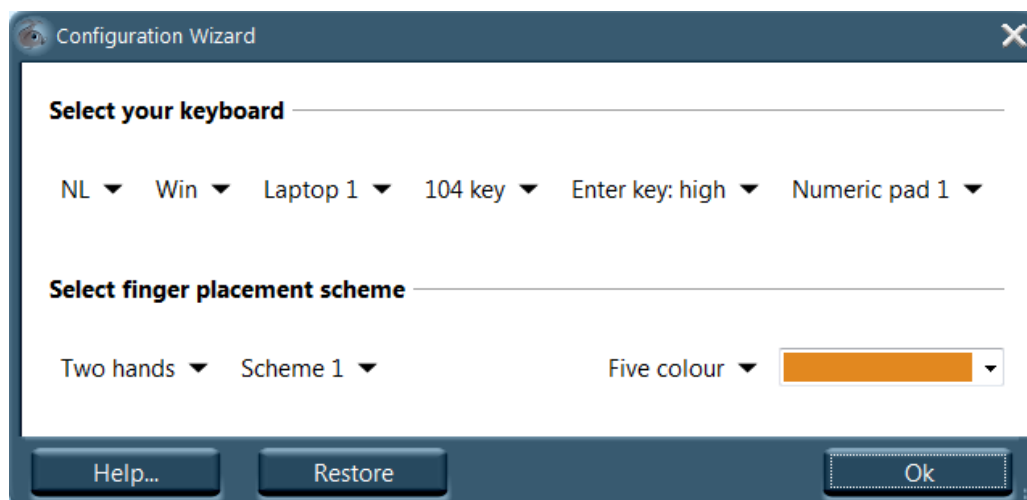 Configuration Wizard
Select your keyboard
NL Win Laptop 1 104 key Enter key: high Numeric pad 1
Select finger placement scheme
Two hands Scheme 1 Five colour
Help... Restore Ok